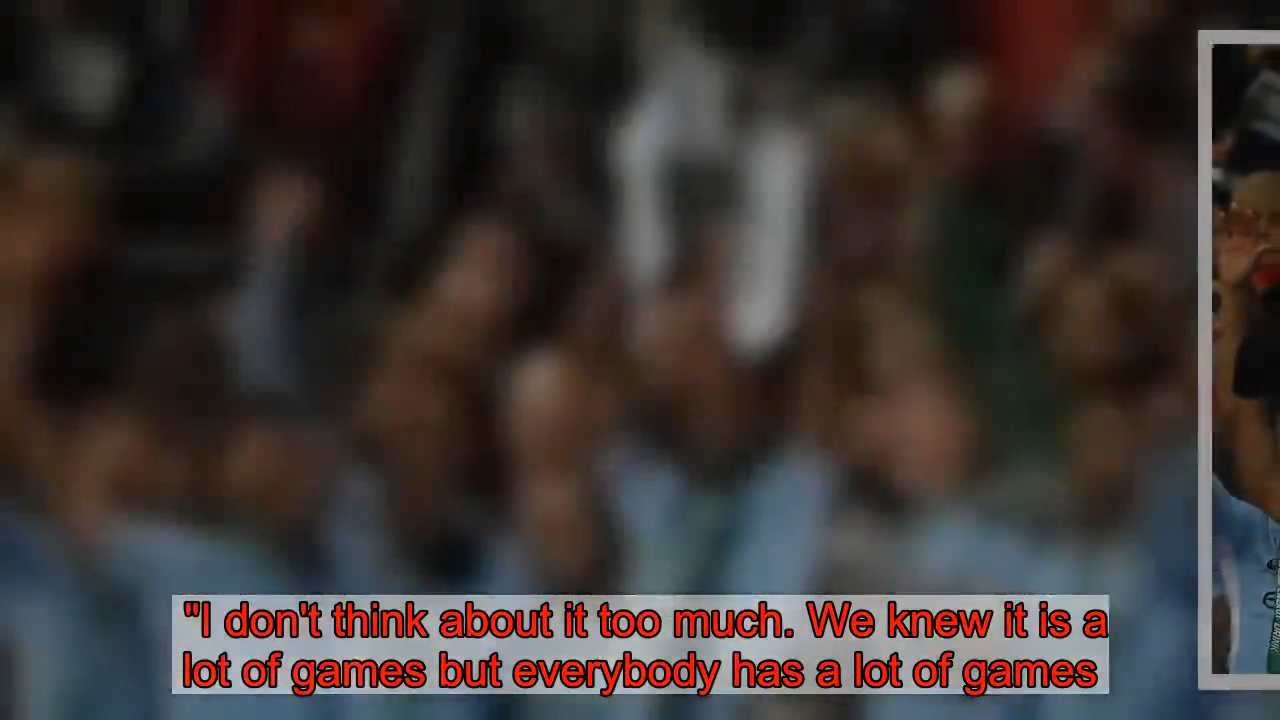 "I don't think about it too much. We knew it is a
lot of games but everybody has a lot of games